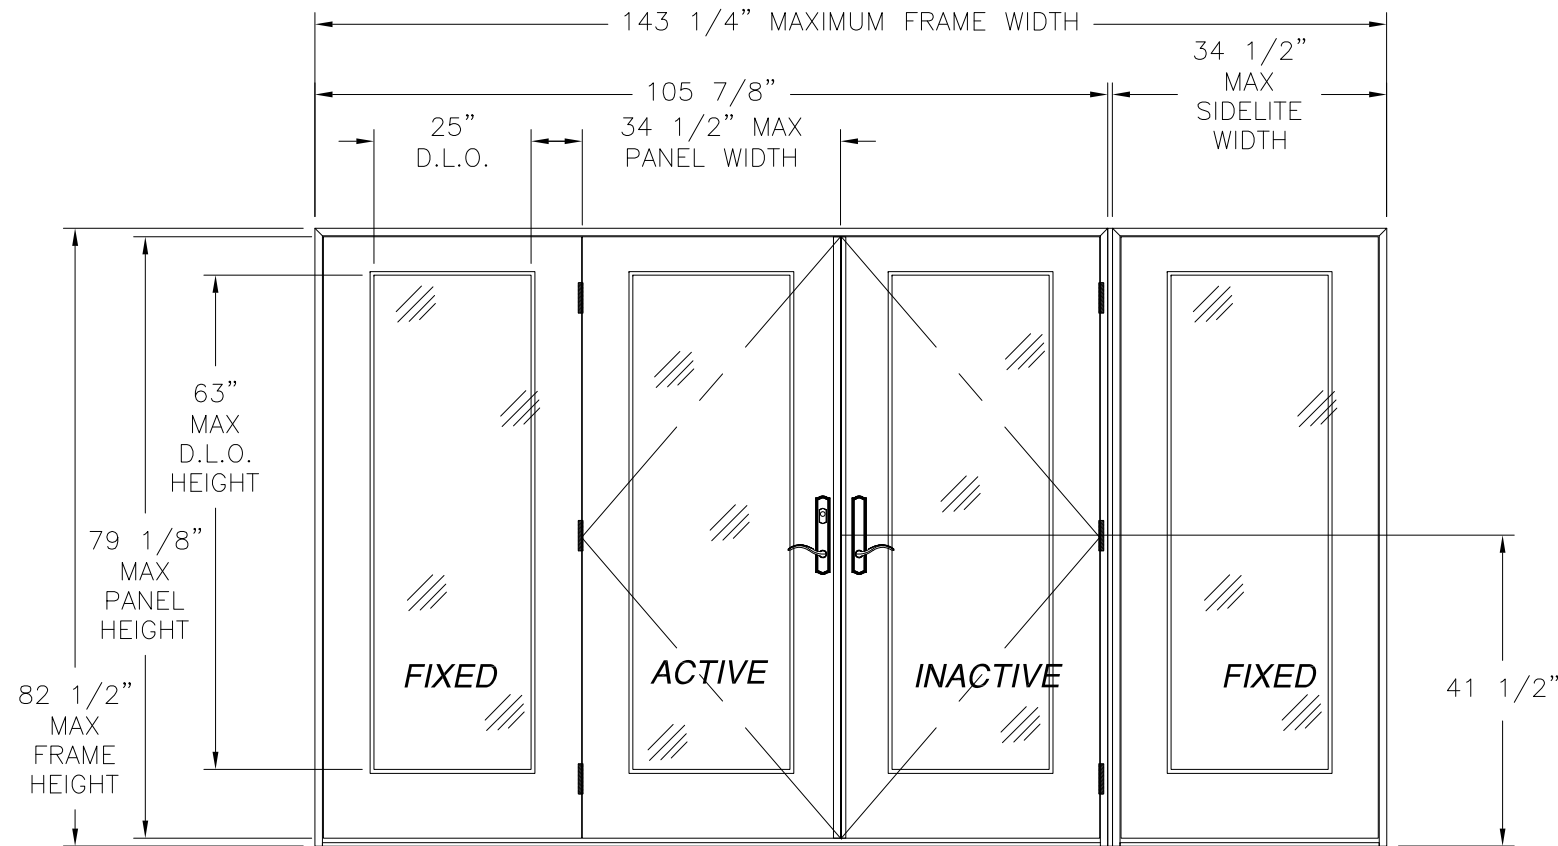 143 1/4” MAXIMUM FRAME WIDTH
34 1/2”
MAX
SIDELITE
WIDTH
105 7/8”
25”
D.L.O.
34 1/2” MAX
PANEL WIDTH
63”
MAX
D.L.O.
HEIGHT
79 1/8”
MAX
PANEL
HEIGHT
82 1/2”
MAX
FRAME
HEIGHT
FIXED
ACTIVE
INACTIVE
FIXED
41 1/2”